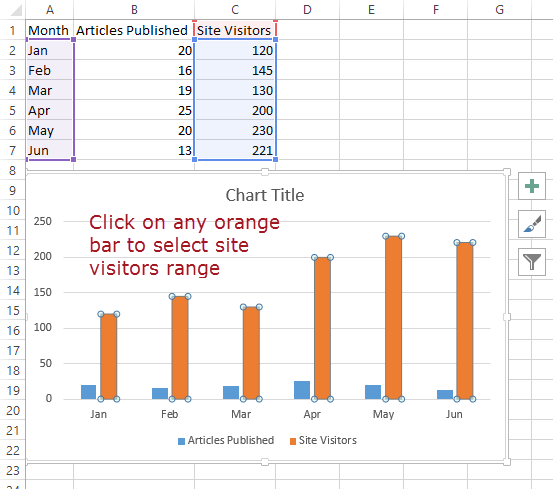 A B C D E F G
1 Month Articles Published Site Visitors
2 Jan 20 120
3 Feb 16 145
4 Mar 19 130
5 Apr 25 200
6 May 20 230
7 Jun 13 221
8
9 Chart Title
10
11 250 Click on any orange
12 bar to select site
13 200 visitors range
14 150
15
16 100
17
18 50
19
20 0
21 Jan Feb Mar Apr May Jun
22 Articles Published Site Visitors
23